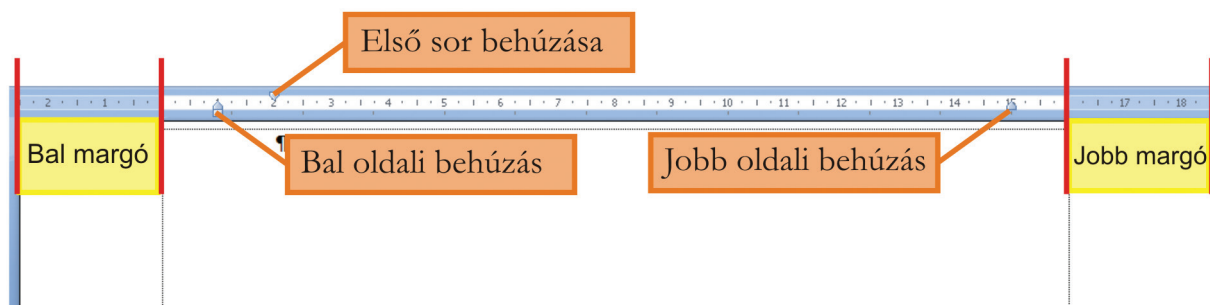 Első sor behúzása
2 1 1 2 3 4 5 6 7 8 9 10 11 12 13 14 15 17 18
Bal margó
¶
Bal oldali behúzás
Jobb oldali behúzás
Jobb margó